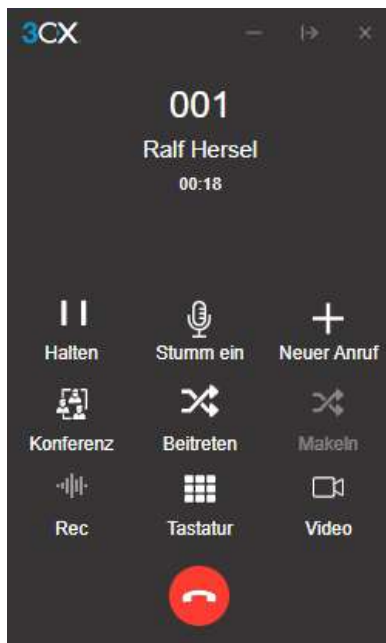 3CX
001
Ralf Hersel
00:18
Halten
Stumm ein
Neuer Anruf
Konferenz
Beitreten
Makeln
Rec
Tastatur
Video